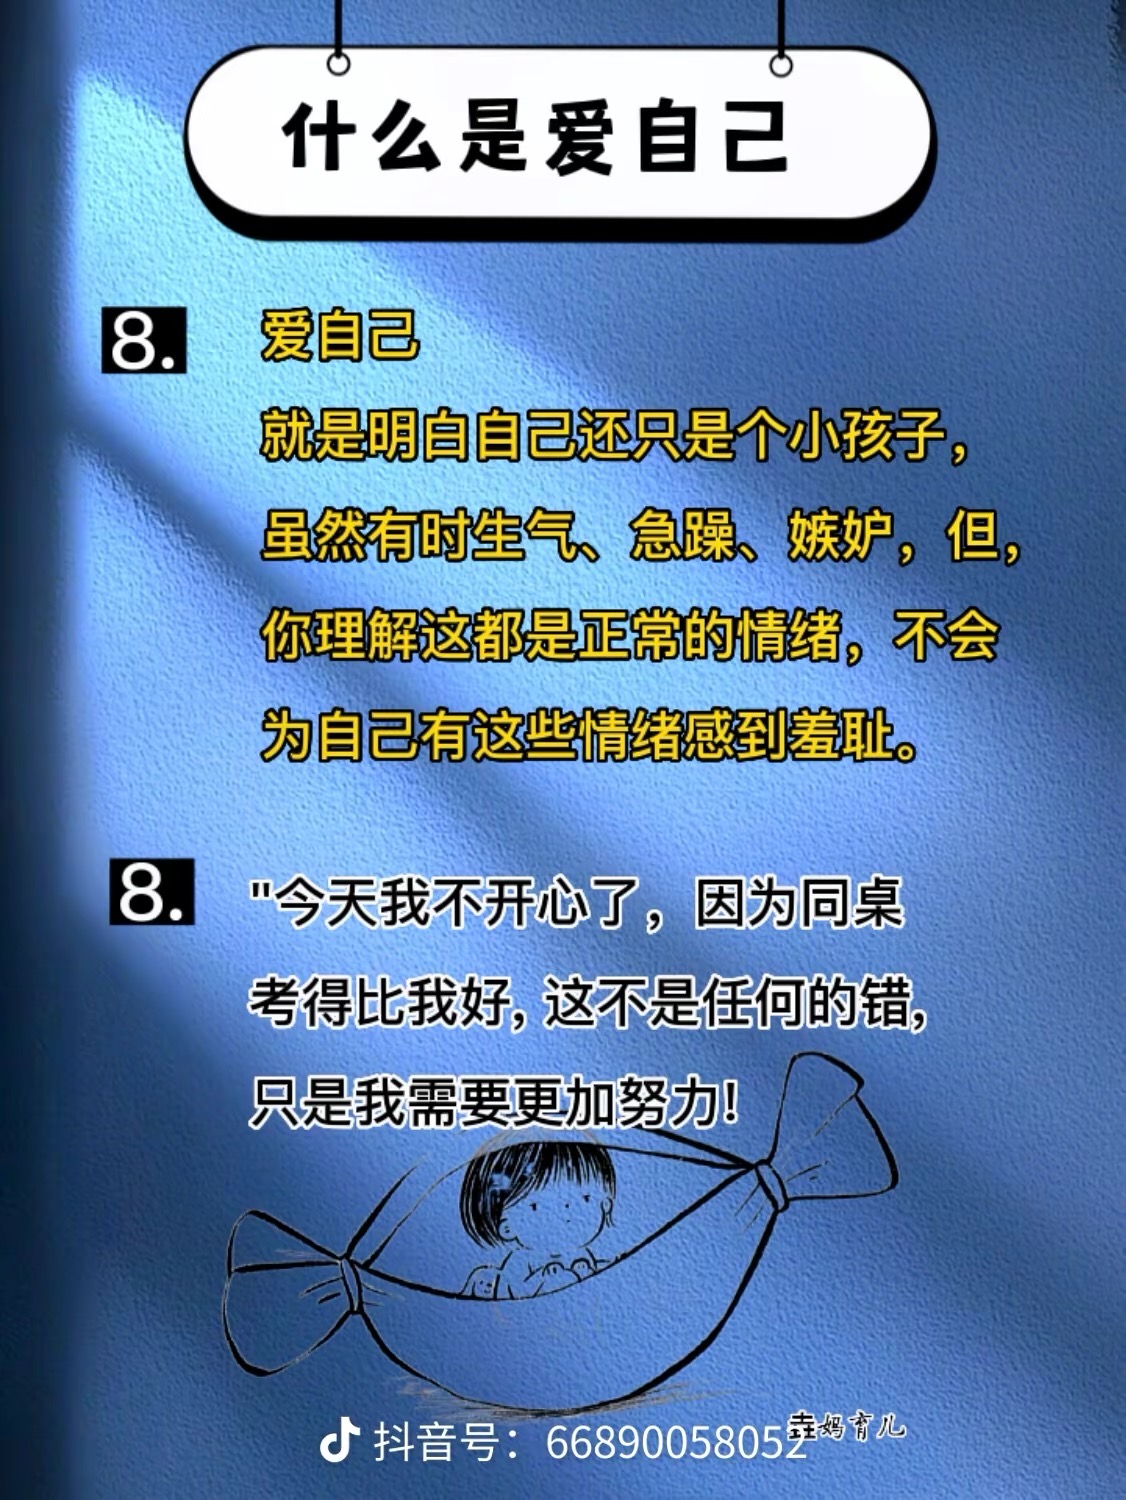 什么是爱自己
8.
爱自己
就是明白自己还只是个小孩子，
虽然有时生气、急躁、嫉妒，但，
你理解这都是正常的情绪，不会
为自己有这些情绪感到羞耻。
8.
"今天我不开心了，因为同桌
考得比我好, 这不是任何的错,
只是我需要更加努力!
抖音号：66890058052
壵妈育儿